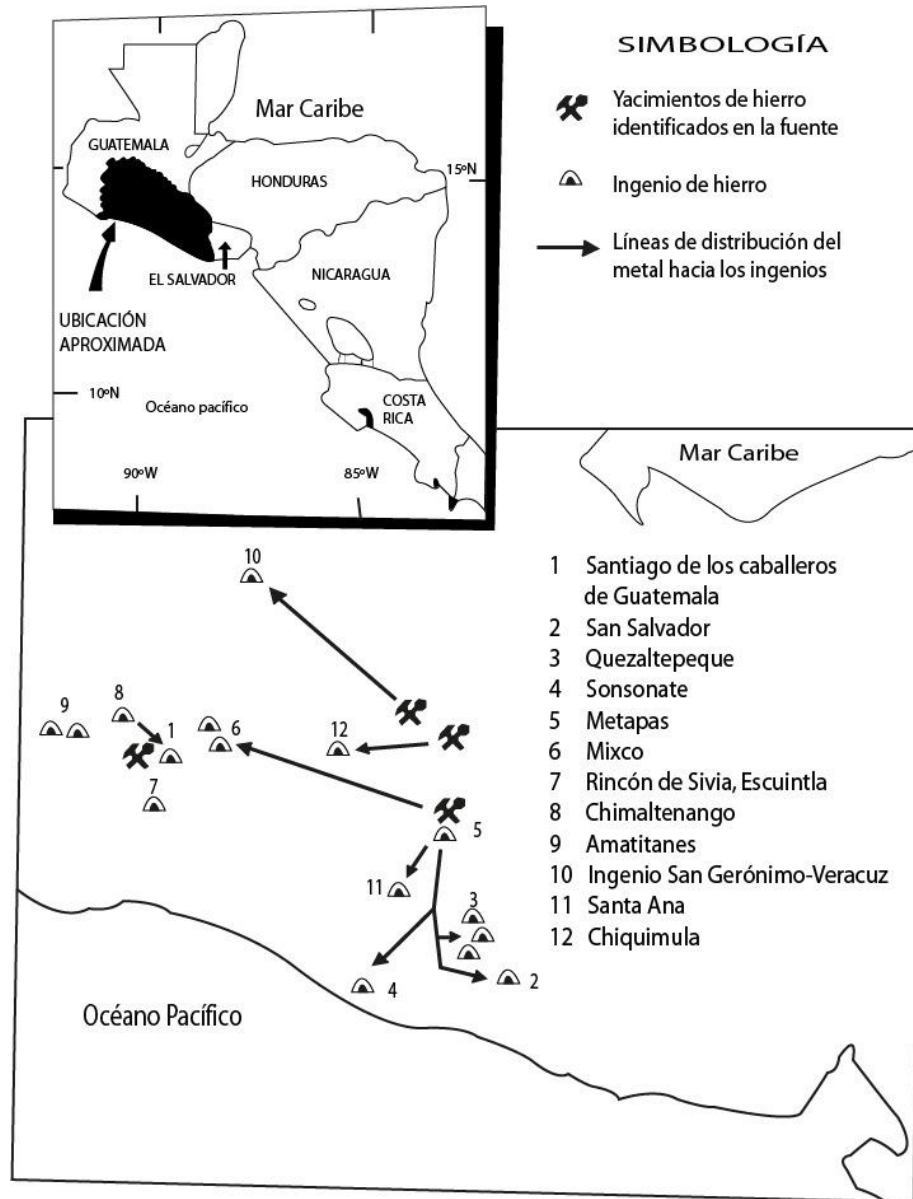 Mar Caribe
GUATEMALA
HONDURAS
15ºN
NICARAGUA
EL SALVADOR
UBICACIÓN
APROXIMADA
10ºN
Océano pacífico
COSTA
RICA
90ºW
85ºW
SIMBOLOGÍA
Yacimientos de hierro
identificados en la fuente
Ingenio de hierro
Líneas de distribución del
metal hacia los ingenios
Mar Caribe
10
9
8
1
6
12
7
5
11
3
4
2
Océano Pacífico
1 Santiago de los caballeros
de Guatemala
2 San Salvador
3 Quezaltepeque
4 Sonsonate
5 Metapas
6 Mixco
7 Rincón de Sivia, Escuintla
8 Chimaltenango
9 Amatitanes
10 Ingenio San Gerónimo-Veracuz
11 Santa Ana
12 Chiquimula